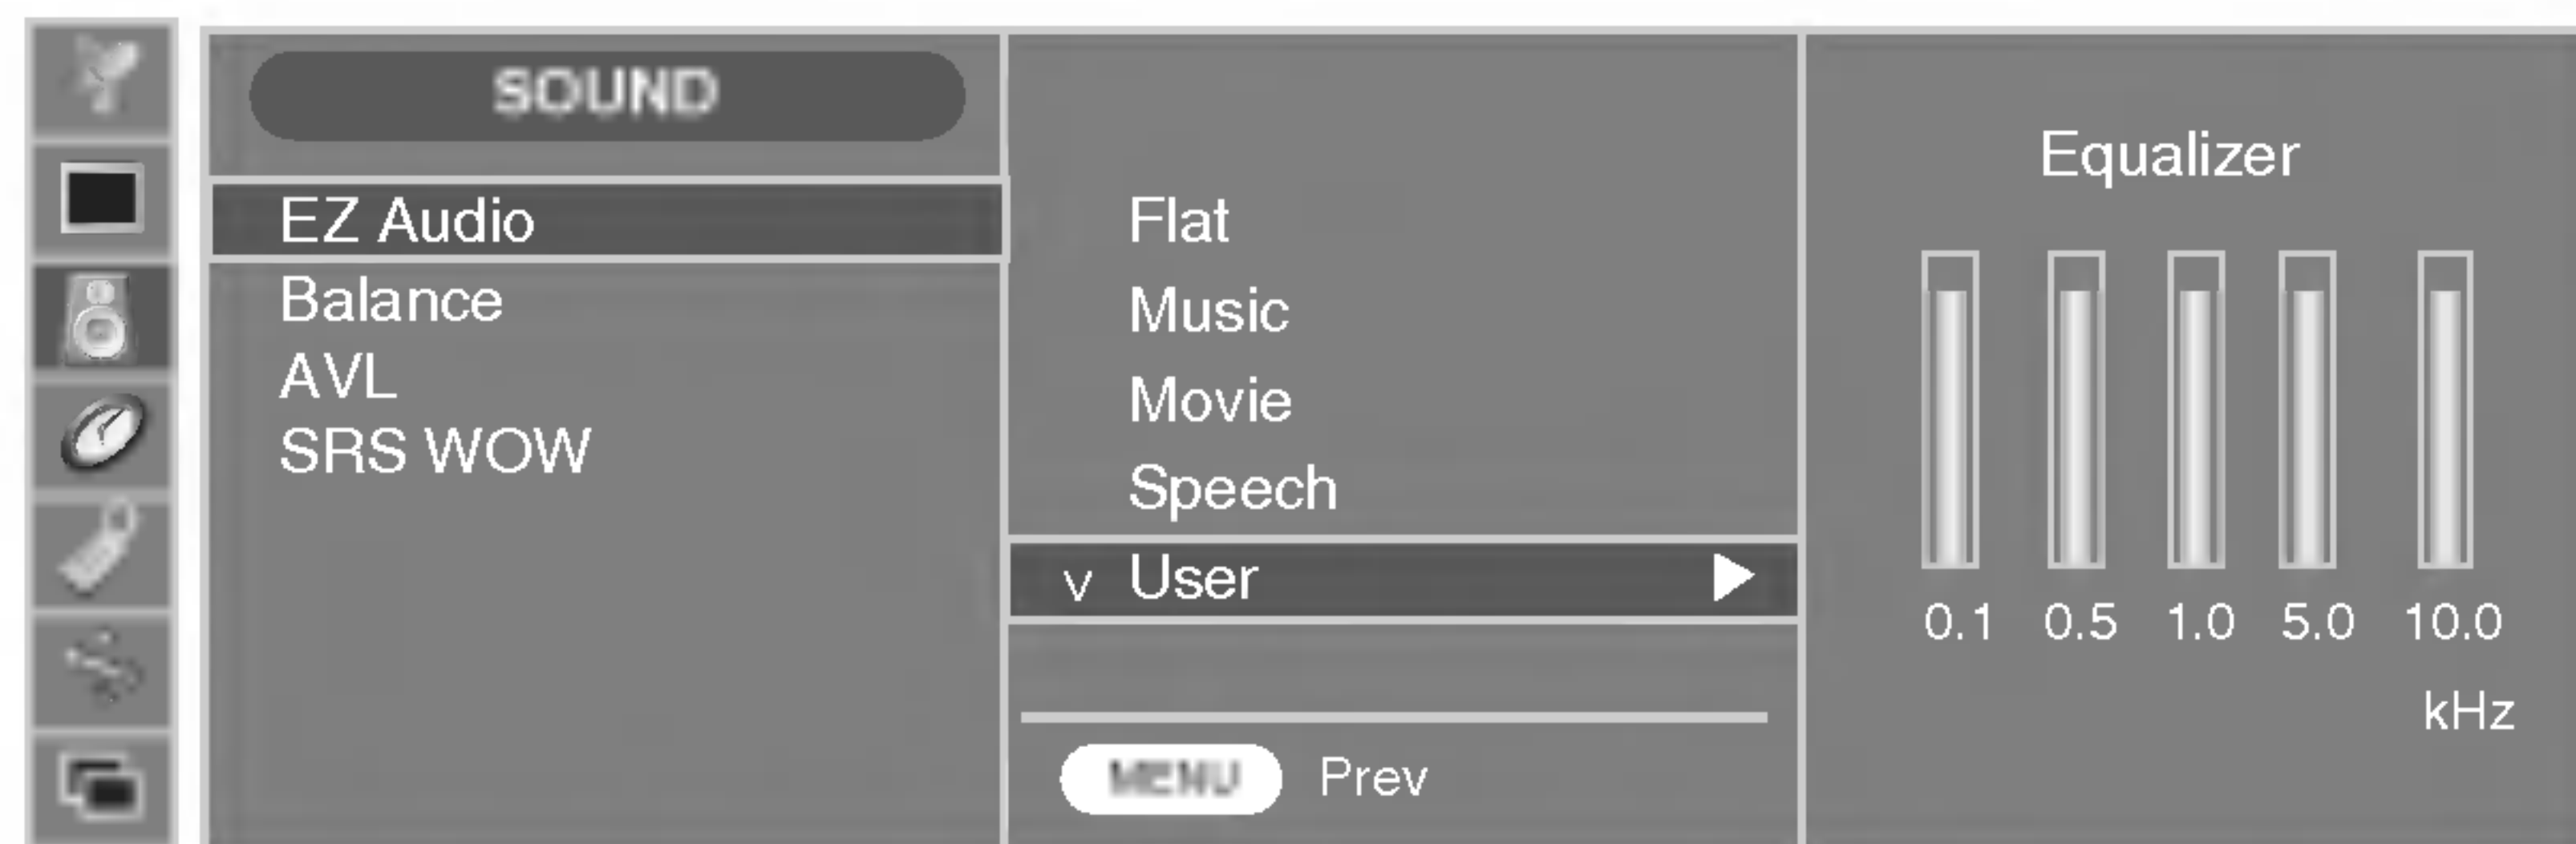 SOUND
EZ Audio
Balance
AVL
SRS WOW
Flat
Music
Movie
Speech
v User
MENU Prev
Equalizer
0.1 0.5 1.0 5.0 10.0
kHz